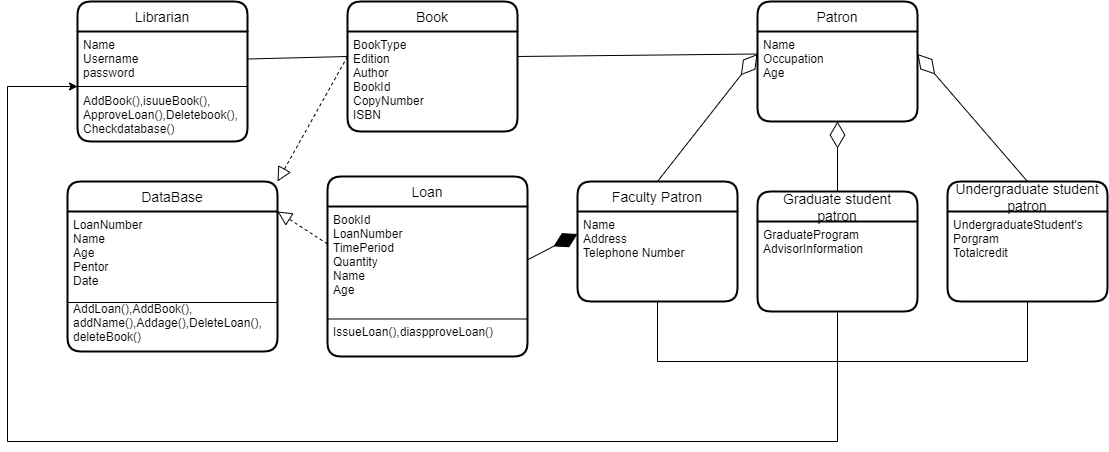 Librarian
Name
Username
password
AddBook(),isuueBook(),
ApproveLoan(),Deletebook(),
Checkdatabase()
Book
BookType
Edition
Author
BookId
CopyNumber
ISBN
Patron
Name
Occupation
Age
DataBase
LoanNumber
Name
Age
Pentor
Date
AddLoan(),AddBook(),
addName(),Addage(),DeleteLoan(),
deleteBook()
Loan
BookId
LoanNumber
TimePeriod
Quantity
Name
Age
IssueLoan(),diaspproveLoan()
Faculty Patron
Name
Address
Telephone Number
Graduate student
patron
GraduateProgram
AdvisorInformation
Undergraduate student
patron
UndergraduateStudent's
Porgram
Totalcredit